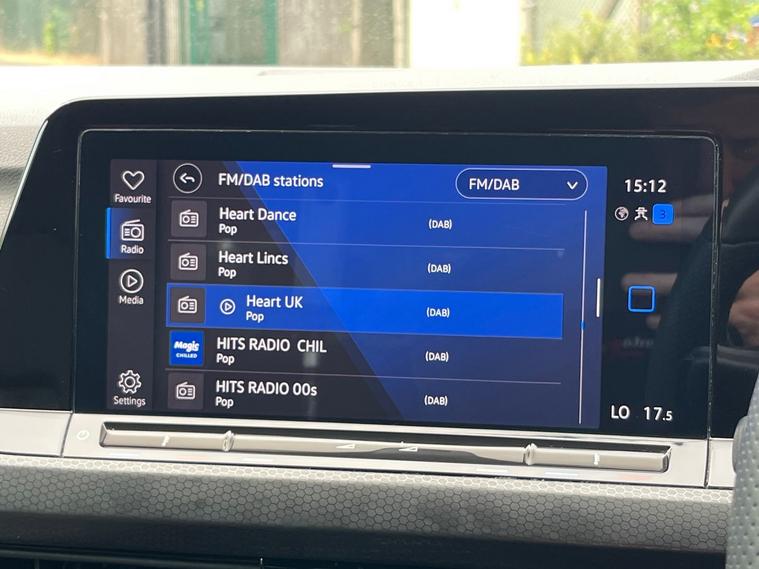 FM/DAB stations
FM/DAB
15:12
Favourite
Heart Dance
Pop
(DAB)
3
Radio
Heart Lincs
Pop
(DAB)
Media
Heart UK
Pop
(DAB)
Magic
CHILLED
HITS RADIO CHIL
Pop
(DAB)
Settings
HITS RADIO 00s
Pop
(DAB)
LO 17.5